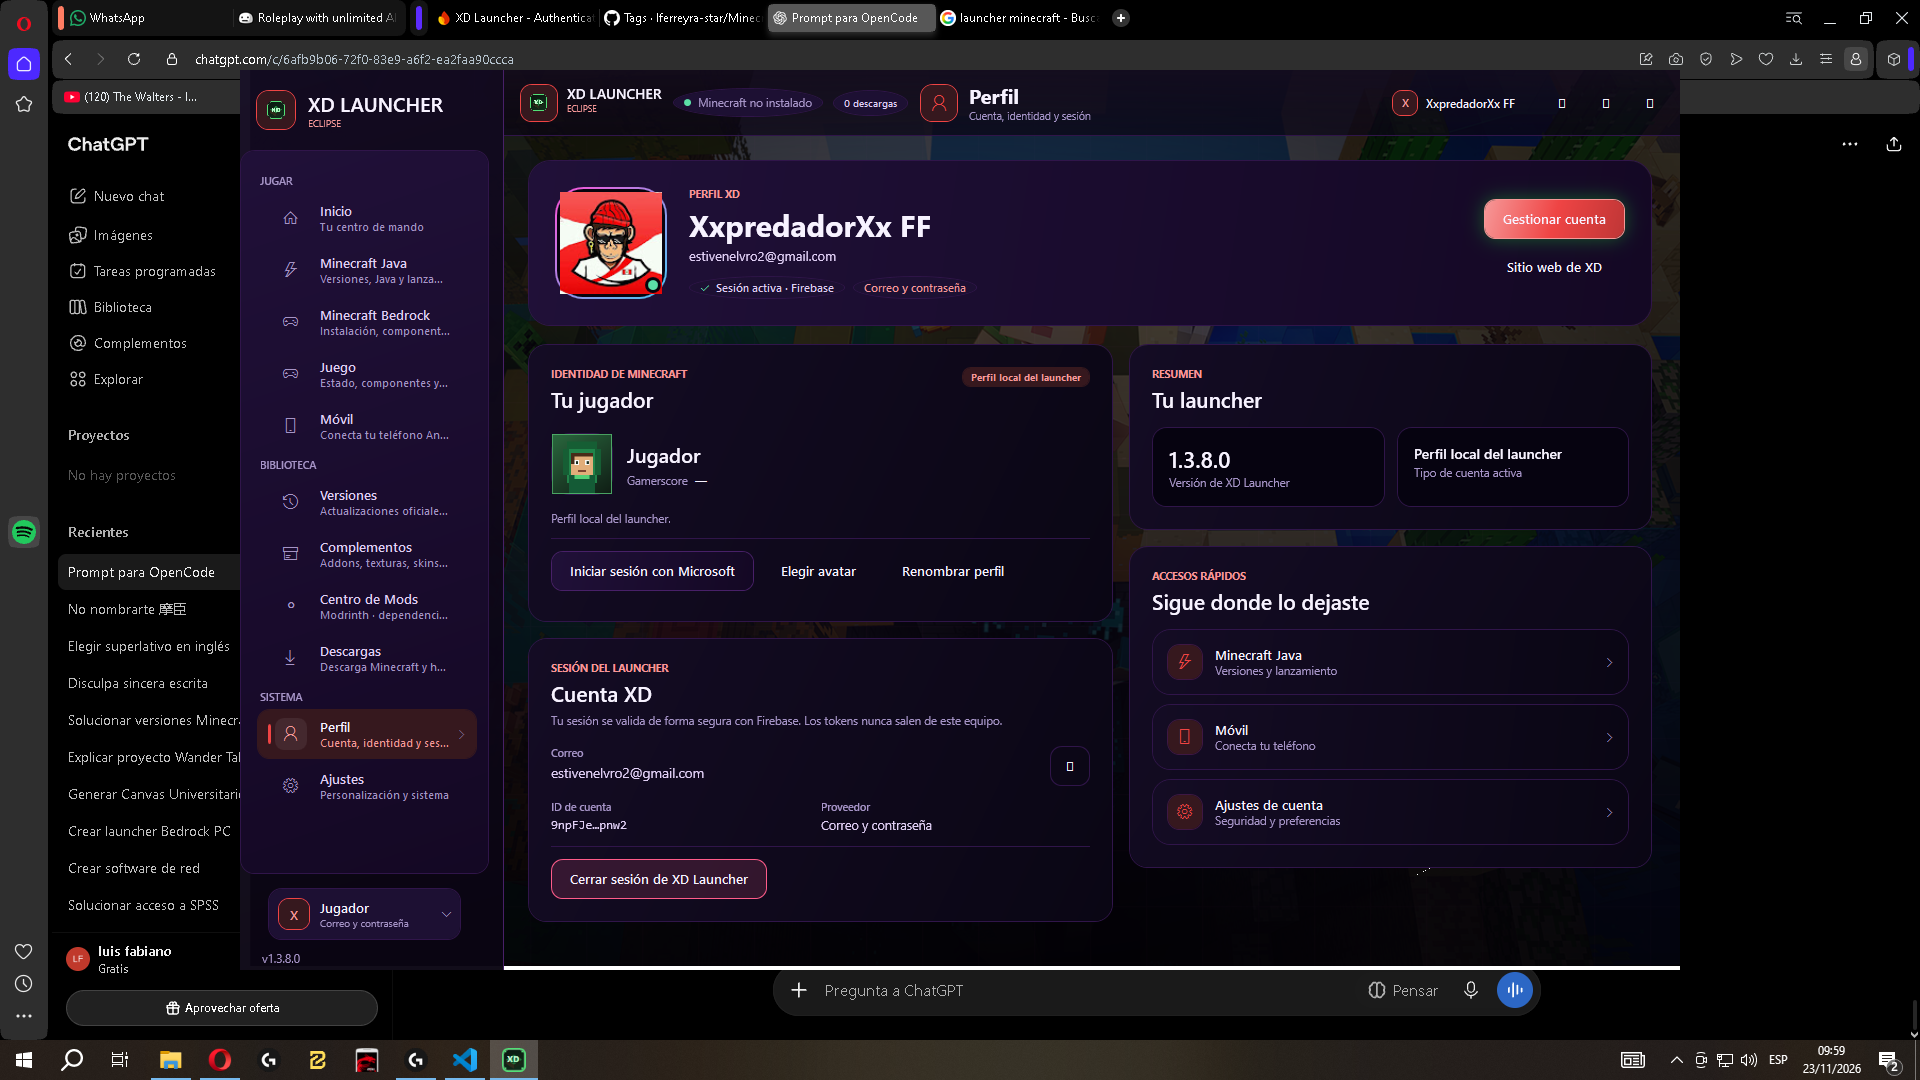 WhatsApp
Roleplay with unlimited AI
XD Launcher - Authenticat
Tags · lferreyra-star/Minec
Prompt para OpenCode
launcher minecraft - Busc
chatgpt.com/c/6afb9b06-72f0-83e9-a6f2-ea2faa90ccca
(120) The Walters - I...
ChatGPT
Nuevo chat
Imágenes
Tareas programadas
Biblioteca
Complementos
Explorar
Proyectos
No hay proyectos
Recientes
Prompt para OpenCode
No nombrarte 摩臣
Elegir superlativo en inglés
Disculpa sincera escrita
Solucionar versiones Minecra
Explicar proyecto Wander Tal
Generar Canvas Universitario
Crear launcher Bedrock PC
Crear software de red
Solucionar acceso a SPSS
LF
luis fabiano
Gratis
Aprovechar oferta
XD LAUNCHER
ECLIPSE
JUGAR
Inicio
Tu centro de mando
Minecraft Java
Versiones, Java y lanza...
Minecraft Bedrock
Instalación, component...
Juego
Estado, componentes y...
Móvil
Conecta tu teléfono An...
BIBLIOTECA
Versiones
Actualizaciones oficiale...
Complementos
Addons, texturas, skins...
Centro de Mods
Modrinth · dependenci...
Descargas
Descarga Minecraft y h...
SISTEMA
Perfil
Cuenta, identidad y ses...
Ajustes
Personalización y sistema
X
Jugador
Correo y contraseña
v1.3.8.0
XD LAUNCHER
ECLIPSE
Minecraft no instalado
0 descargas
Perfil
Cuenta, identidad y sesión
X
XxpredadorXx FF
PERFIL XD
XxpredadorXx FF
estivenelvro2@gmail.com
Sesión activa · Firebase
Correo y contraseña
Gestionar cuenta
Sitio web de XD
IDENTIDAD DE MINECRAFT
Tu jugador
Perfil local del launcher
Jugador
Gamerscore —
Perfil local del launcher.
Iniciar sesión con Microsoft
Elegir avatar
Renombrar perfil
SESIÓN DEL LAUNCHER
Cuenta XD
Tu sesión se valida de forma segura con Firebase. Los tokens nunca salen de este equipo.
Correo
estivenelvro2@gmail.com
ID de cuenta
9npFJe…pnw2
Proveedor
Correo y contraseña
Cerrar sesión de XD Launcher
RESUMEN
Tu launcher
1.3.8.0
Versión de XD Launcher
Perfil local del launcher
Tipo de cuenta activa
ACCESOS RÁPIDOS
Sigue donde lo dejaste
Minecraft Java
Versiones y lanzamiento
Móvil
Conecta tu teléfono
Ajustes de cuenta
Seguridad y preferencias
Pregunta a ChatGPT
Pensar
XD
ESP
09:59
23/11/2026
2